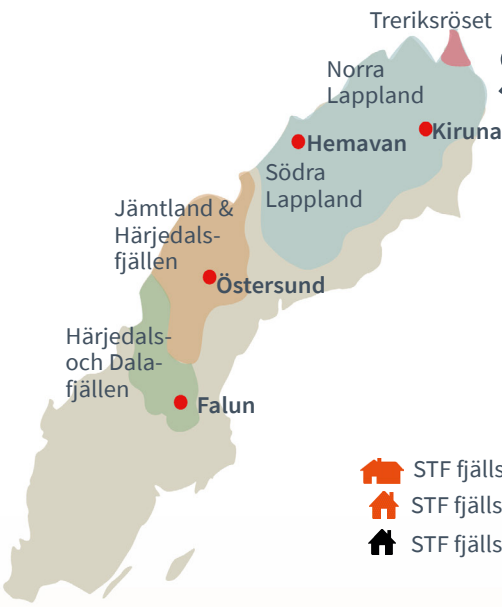 Treriksröset
Norra
Lappland
Kiruna
Hemavan
Södra
Lappland
Jämtland &
Härjedals-
fjällen
Östersund
Härjedals-
och Dala-
fjällen
Falun
STF fjälls
STF fjälls
STF fjälls